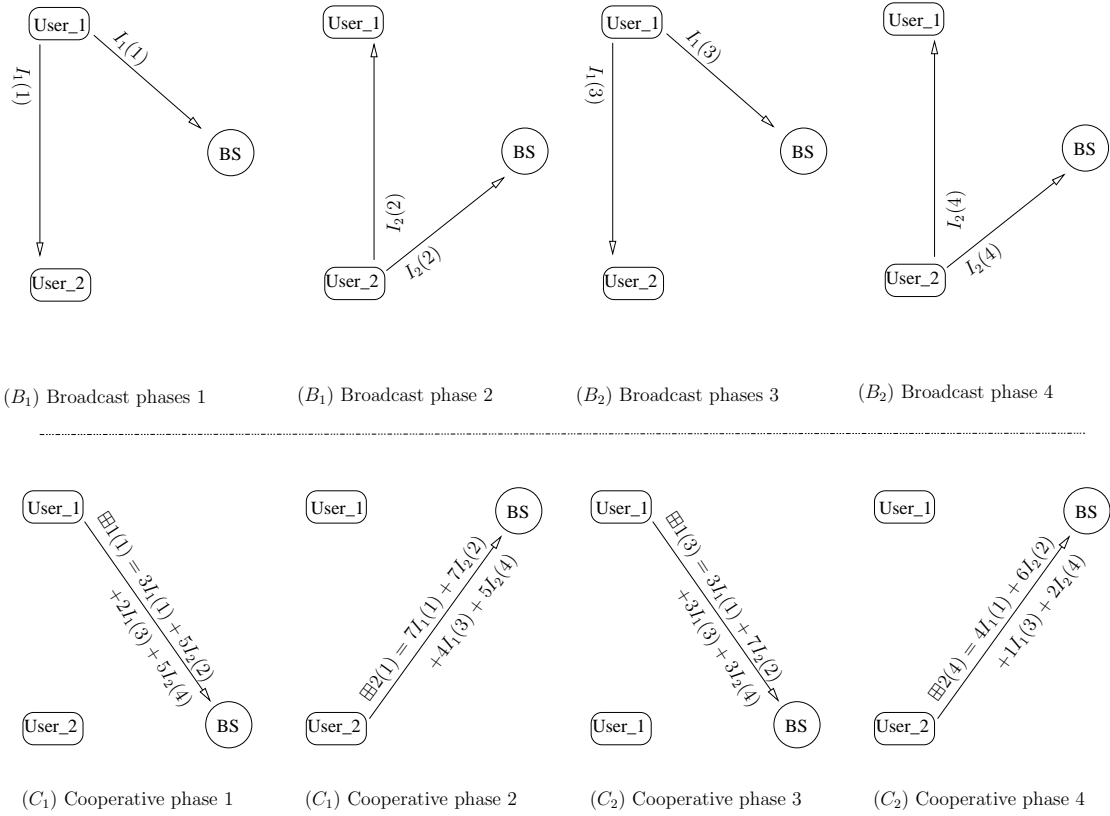 User_1
I₁(1)
I₁(1)
BS
User_2
(B₁) Broadcast phases 1
User_1
BS
I₂(2)
I₂(2)
User_2
(B₁) Broadcast phase 2
User_1
I₁(3)
I₁(3)
BS
User_2
(B₂) Broadcast phases 3
User_1
BS
I₂(4)
I₂(4)
User_2
(B₂) Broadcast phase 4
User_1
⊞1(1) = 3I₁(1) + 5I₂(2)
+2I₁(3) + 5I₂(4)
User_2
BS
(C₁) Cooperative phase 1
User_1
BS
⊞2(1) = 7I₁(1) + 7I₂(2)
+4I₁(3) + 5I₂(4)
User_2
(C₁) Cooperative phase 2
User_1
⊞1(3) = 3I₁(1) + 7I₂(2)
+3I₁(3) + 3I₂(4)
User_1
BS
(C₂) Cooperative phase 3
User_1
BS
⊞2(4) = 4I₁(1) + 6I₂(2)
+1I₁(3) + 2I₂(4)
User_2
(C₂) Cooperative phase 4